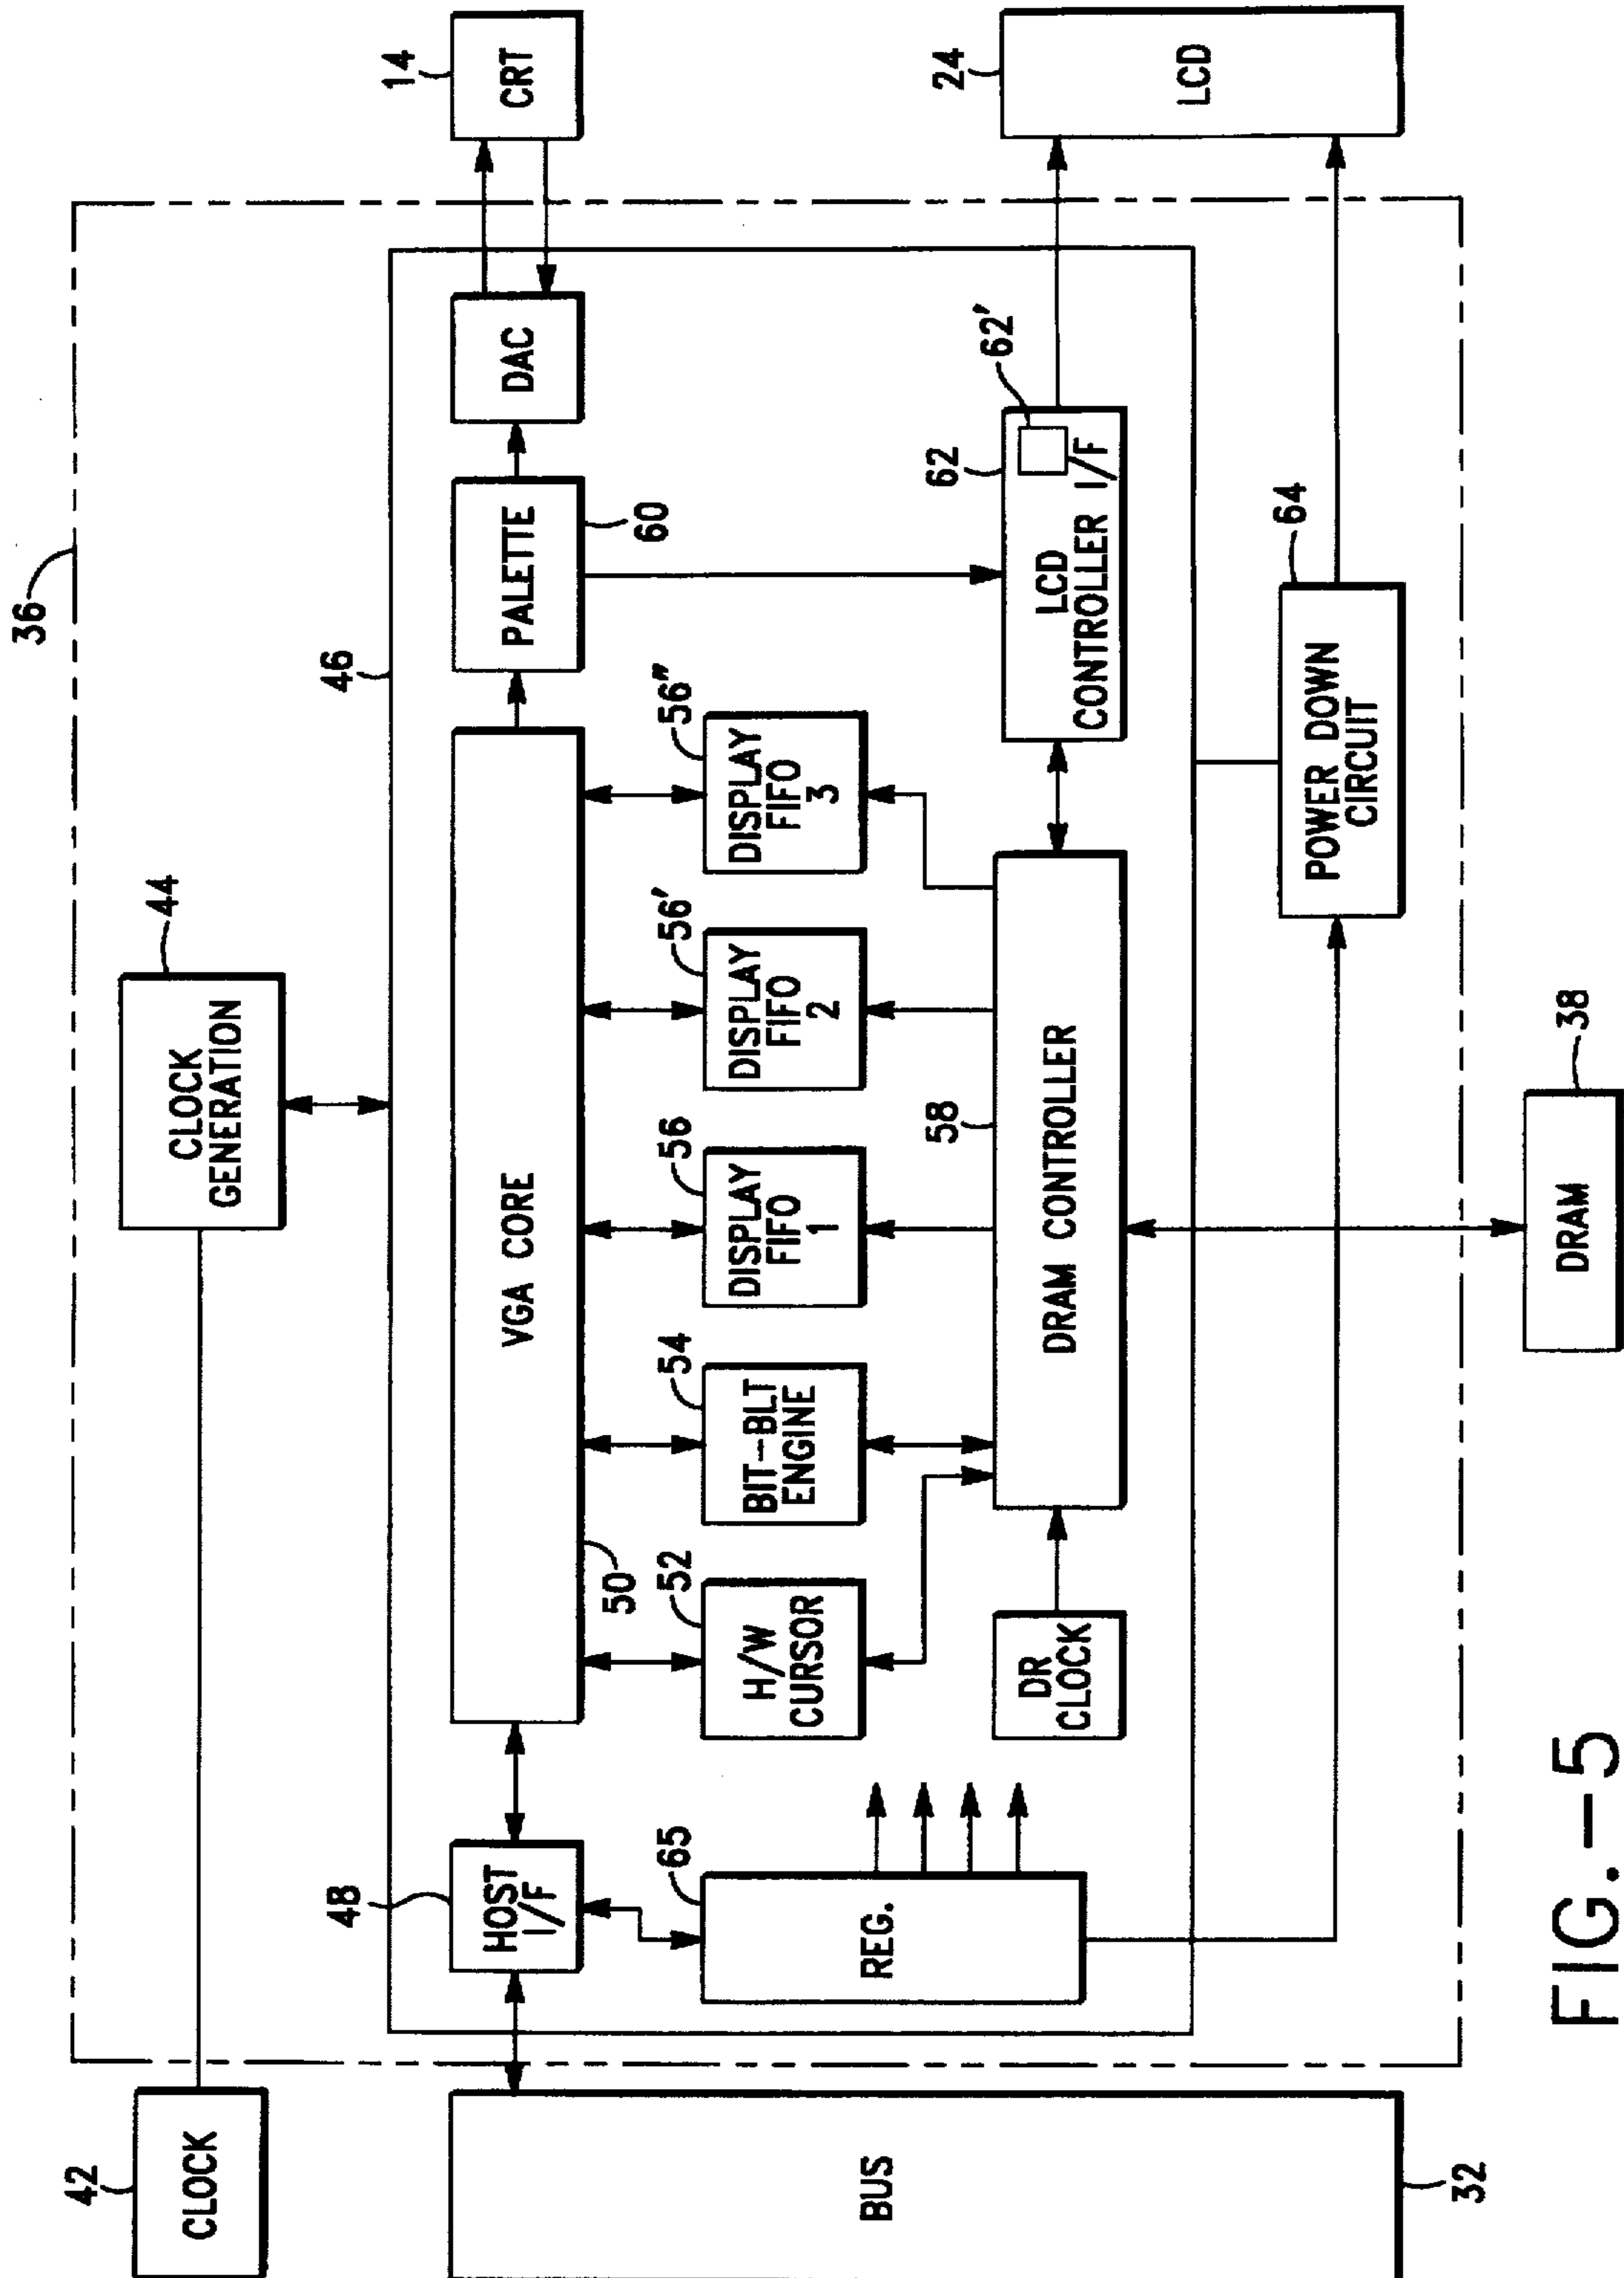 36
42
CLOCK
44
CLOCK
GENERATION
46
48
HOST
I/F
VGA CORE
50
PALETTE
60
DAC
CRT
14
BUS
32
65
REG.
52
H/W
CURSOR
54
BIT-BLT
ENGINE
56
DISPLAY
FIFO
1
56'
DISPLAY
FIFO
2
56"
DISPLAY
FIFO
3
DR
CLOCK
58
DRAM CONTROLLER
62
62'
LCD
CONTROLLER I/F
24
LCD
64
POWER DOWN
CIRCUIT
38
DRAM
FIG.-5